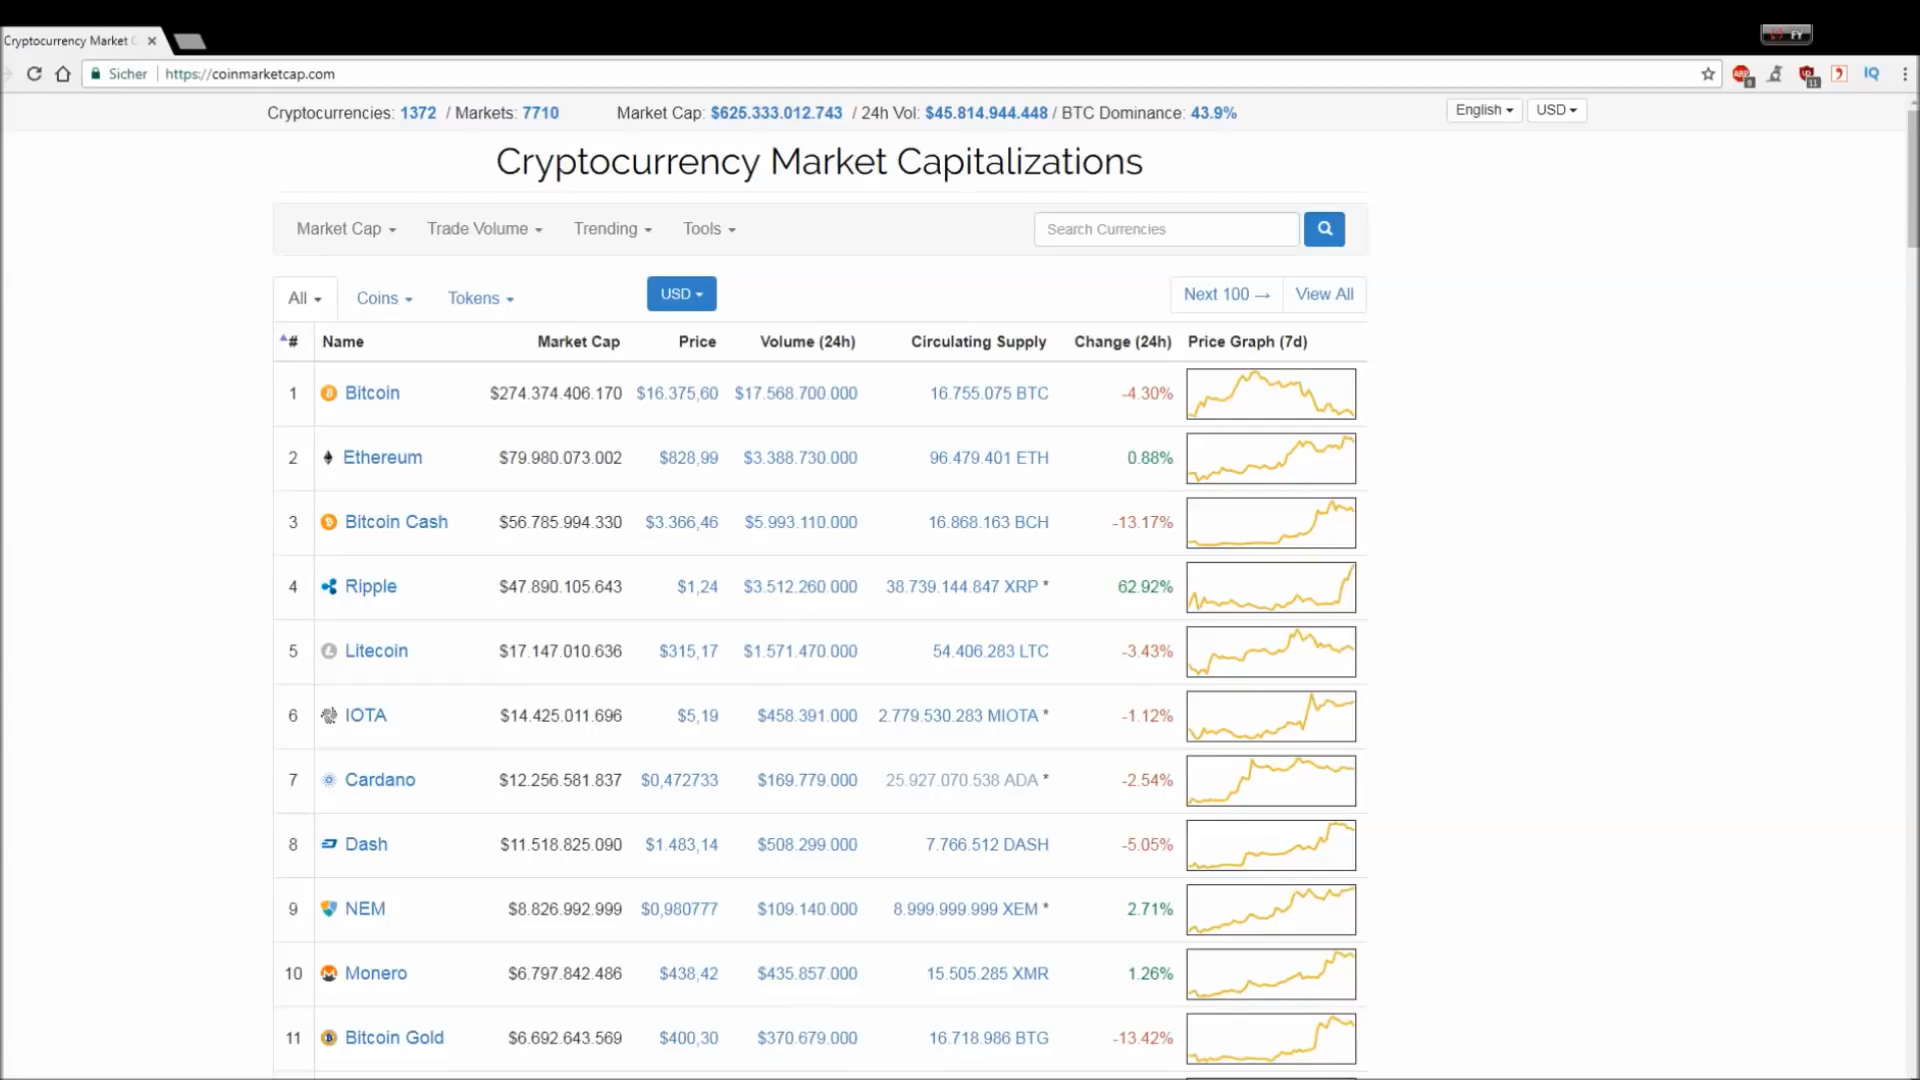 Cryptocurrency Market
FY
Sicher https://coinmarketcap.com
IQ
Cryptocurrencies: 1372 / Markets: 7710 Market Cap: $625.333.012.743 / 24h Vol: $45.814.944.448 / BTC Dominance: 43.9% English USD
Cryptocurrency Market Capitalizations
Market Cap Trade Volume Trending Tools Search Currencies
All Coins Tokens USD Next 100 → View All
# Name Market Cap Price Volume (24h) Circulating Supply Change (24h) Price Graph (7d)
1 Bitcoin $274.374.406.170 $16.375,60 $17.568.700.000 16.755.075 BTC -4.30%
2 Ethereum $79.980.073.002 $828,99 $3.388.730.000 96.479.401 ETH 0.88%
3 Bitcoin Cash $56.785.994.330 $3.366,46 $5.993.110.000 16.868.163 BCH -13.17%
4 Ripple $47.890.105.643 $1,24 $3.512.260.000 38.739.144.847 XRP * 62.92%
5 Litecoin $17.147.010.636 $315,17 $1.571.470.000 54.406.283 LTC -3.43%
6 IOTA $14.425.011.696 $5,19 $458.391.000 2.779.530.283 MIOTA * -1.12%
7 Cardano $12.256.581.837 $0,472733 $169.779.000 25.927.070.538 ADA * -2.54%
8 Dash $11.518.825.090 $1.483,14 $508.299.000 7.766.512 DASH -5.05%
9 NEM $8.826.992.999 $0,980777 $109.140.000 8.999.999.999 XEM * 2.71%
10 Monero $6.797.842.486 $438,42 $435.857.000 15.505.285 XMR 1.26%
11 Bitcoin Gold $6.692.643.569 $400,30 $370.679.000 16.718.986 BTG -13.42%